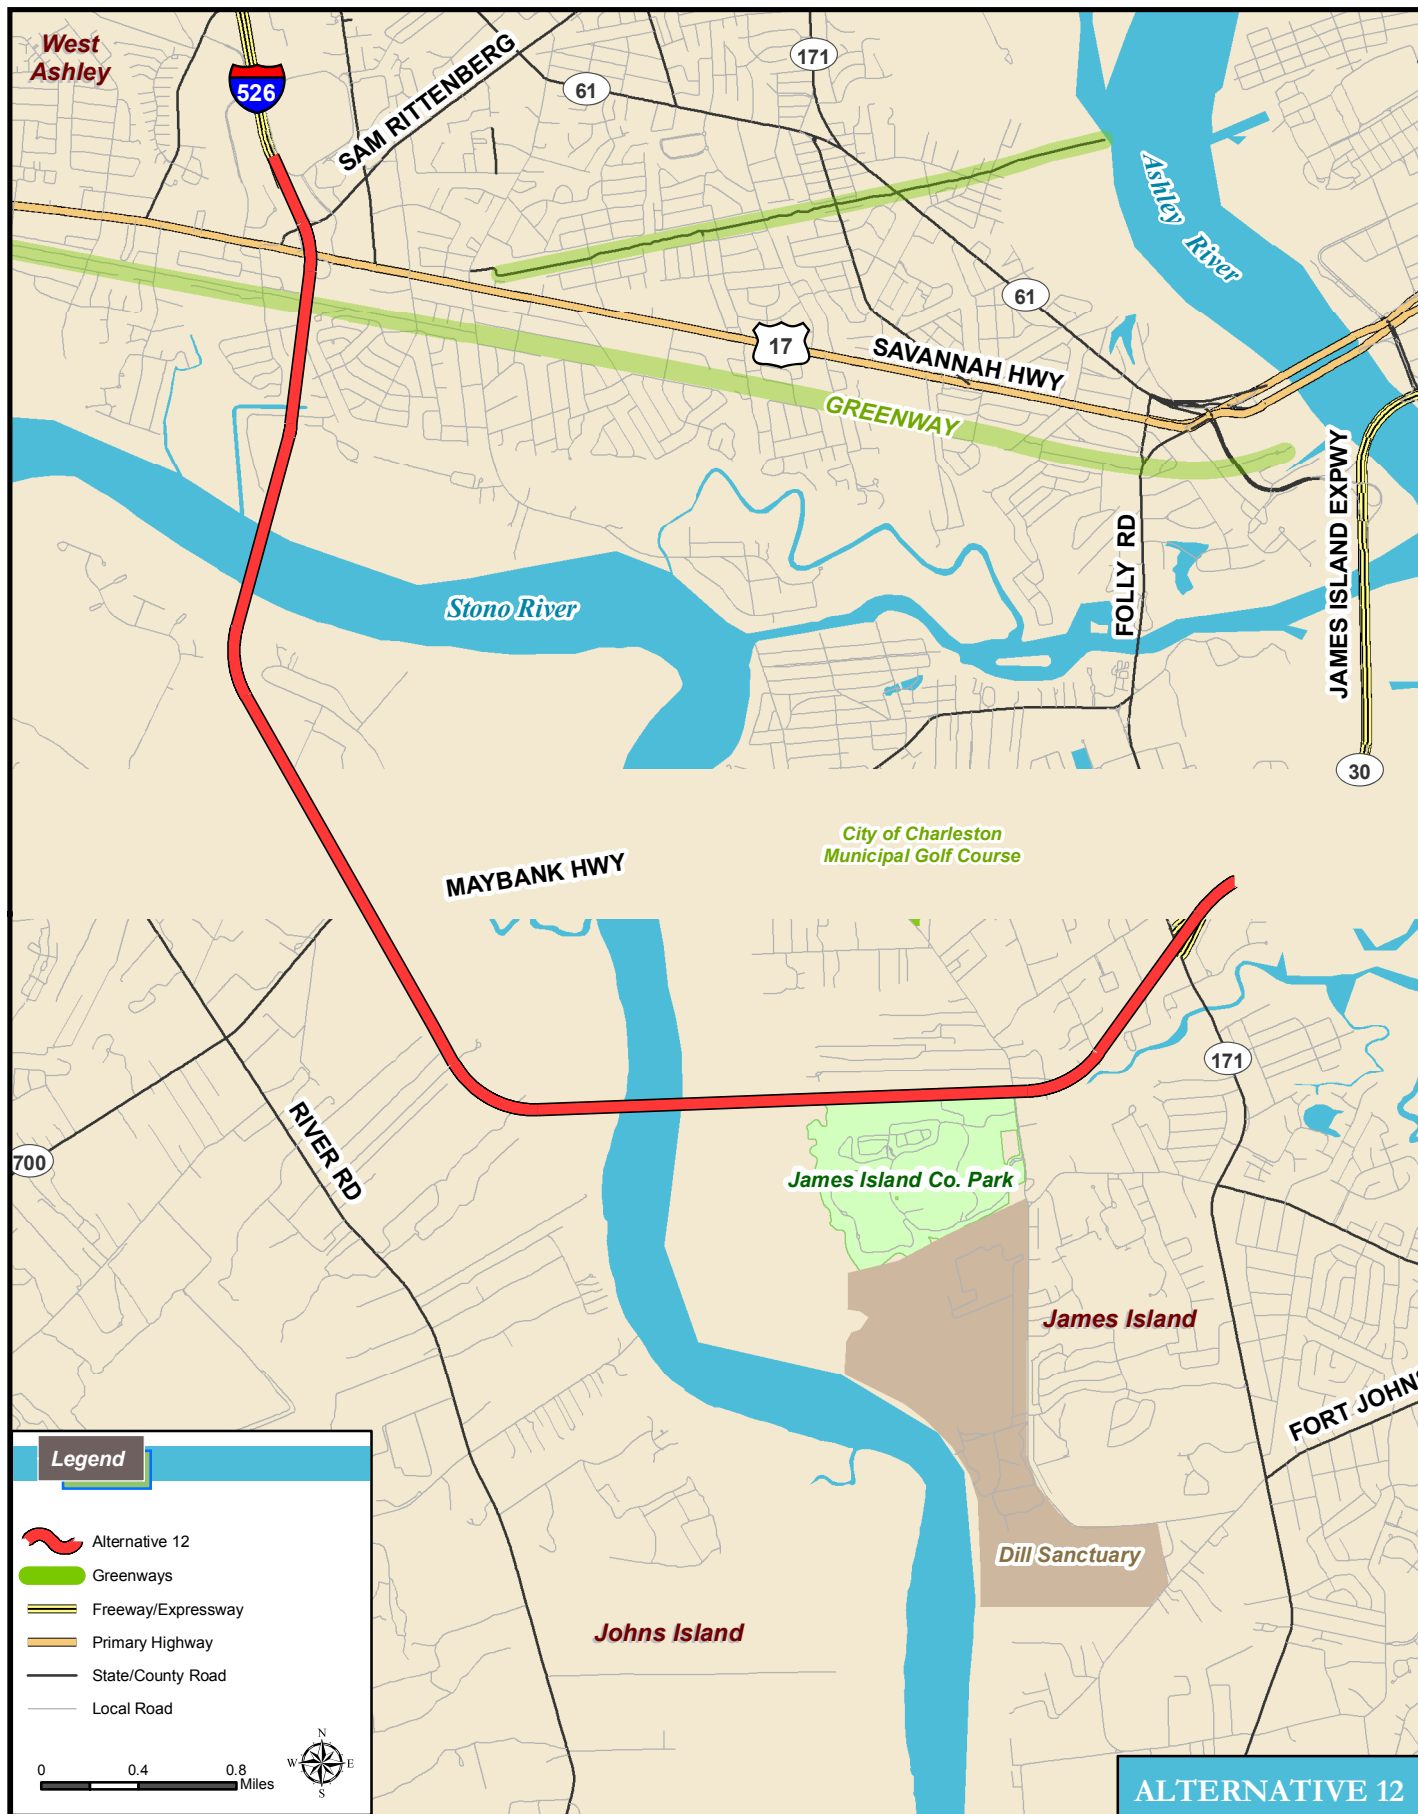 West
Ashley
526
SAM RITTENBERG
61
171
Ashley River
61
17
SAVANNAH HWY
GREENWAY
JAMES ISLAND EXPWY
FOLLY RD
Stono River
30
City of Charleston
Municipal Golf Course
MAYBANK HWY
171
RIVER RD
700
James Island Co. Park
James Island
FORT JOHNS
Dill Sanctuary
Johns Island
Legend
Alternative 12
Greenways
Freeway/Expressway
Primary Highway
State/County Road
Local Road
N
W E
S
0 0.4 0.8
Miles
ALTERNATIVE 12